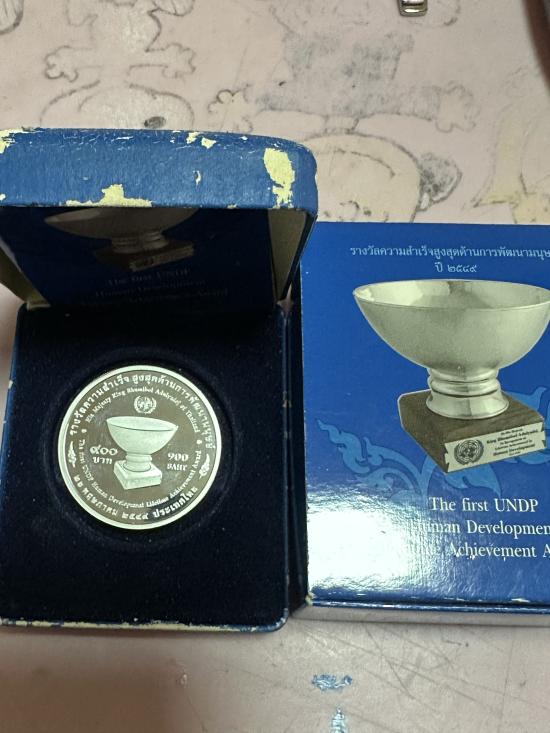 The first UNDP
Human Development
รางวัลความสำเร็จสูงสุดด้านการพัฒนามนุษย์
His Majesty King Bhumibol Adulyadej of Thailand
๙๐๐
บาท
900
BAHT
The first UNDP Human Development Lifetime Achievement Award
๒๖ พฤษภาคม ๒๕๔๙ ประเทศไทย
รางวัลความสำเร็จสูงสุดด้านการพัฒนามนุษ
ปี ๒๕๔๙
King Bhumibol Adulyadej
The first UNDP
Human Developmen
Achievement A